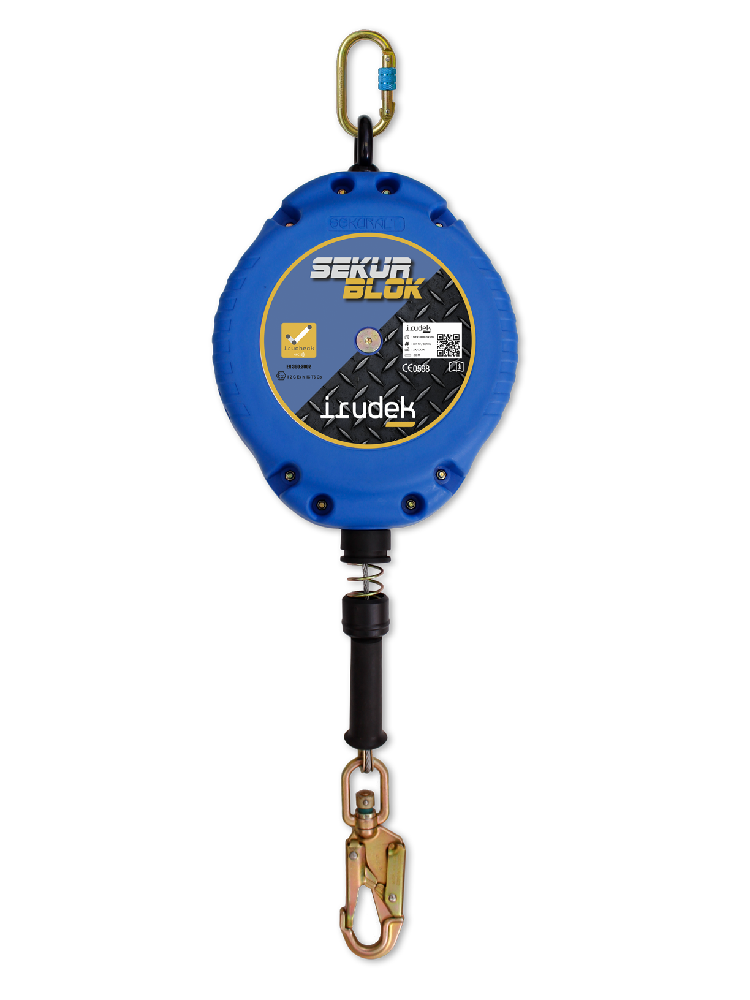 SEKURALT
SEKUR
BLOK
irucheck
NFC
EN 360:2002
Ex II 2 G Ex h IIC T6 Gb
irudek
: SEKURBLOK 20
# : LOT Nº / SERIAL
: XX/XXXX
: 20 M
CE0598
i
irudek